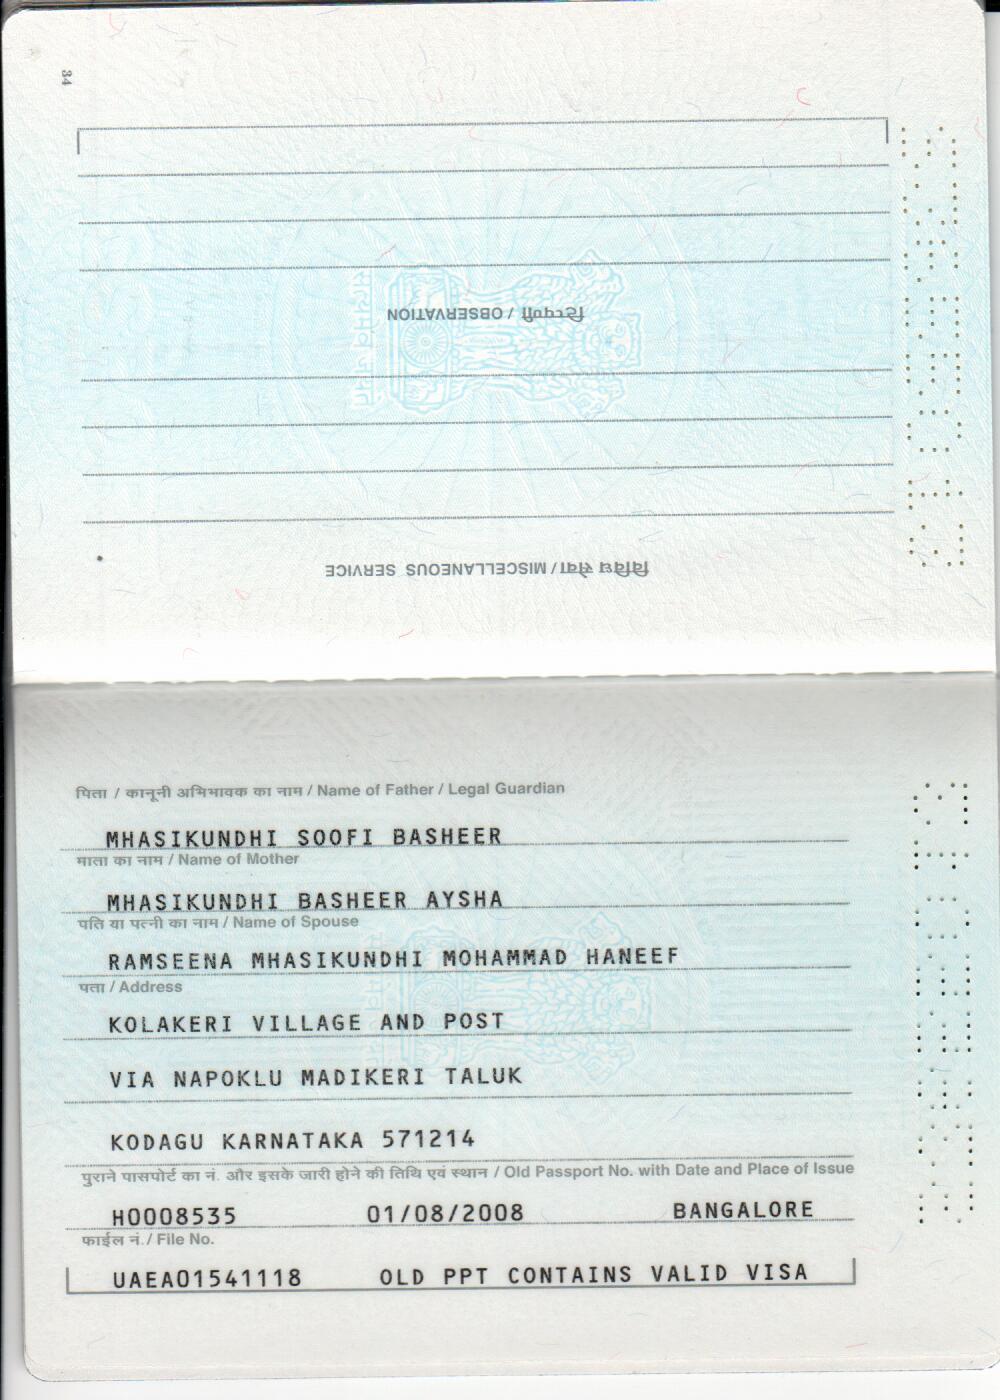 34
टिप्पणी / OBSERVATION
विविध सेवा / MISCELLANEOUS SERVICE
पिता / कानूनी अभिभावक का नाम / Name of Father / Legal Guardian
MHASIKUNDHI SOOFI BASHEER
माता का नाम / Name of Mother
MHASIKUNDHI BASHEER AYSHA
पति या पत्नी का नाम / Name of Spouse
RAMSEENA MHASIKUNDHI MOHAMMAD HANEEF
पता / Address
KOLAKERI VILLAGE AND POST
VIA NAPOKLU MADIKERI TALUK
KODAGU KARNATAKA 571214
पुराने पासपोर्ट का नं. और इसके जारी होने की तिथि एवं स्थान / Old Passport No. with Date and Place of Issue
H0008535 01/08/2008 BANGALORE
फाईल नं. / File No.
UAEA01541118 OLD PPT CONTAINS VALID VISA